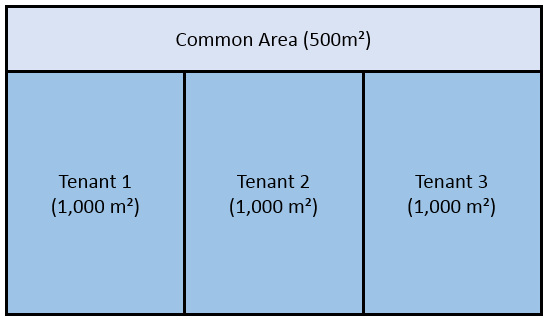 Common Area (500m²)
Tenant 1
(1,000 m²)
Tenant 2
(1,000 m²)
Tenant 3
(1,000 m²)